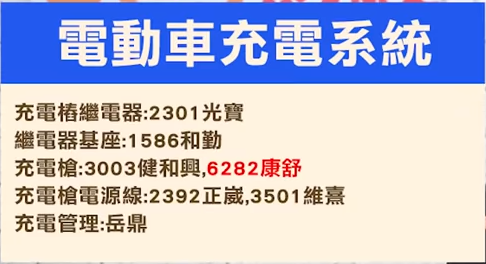 電動車充電系統
充電樁繼電器:2301光寶
繼電器基座:1586和勤
充電槍:3003健和興,6282康舒
充電槍電源線:2392正崴,3501維熹
充電管理:岳鼎